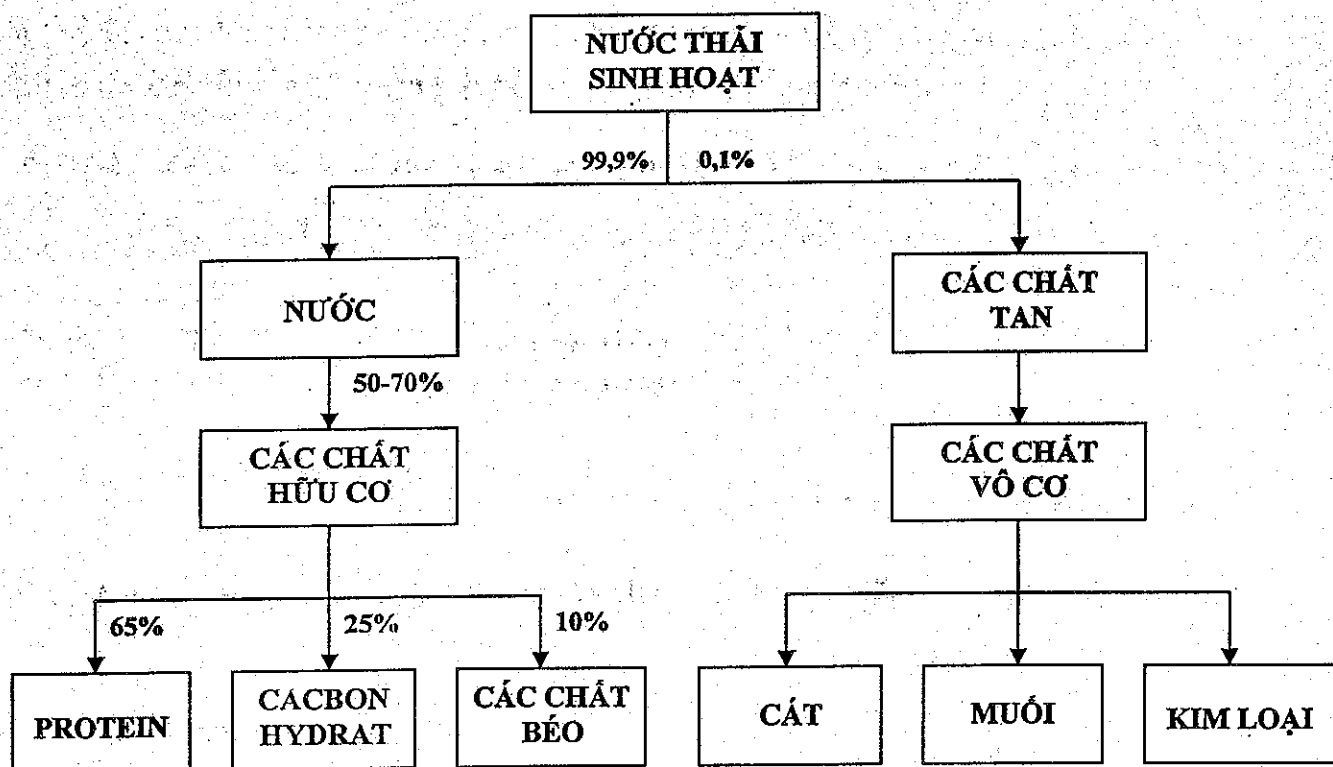 NƯỚC THẢI
SINH HOẠT
99,9%
0,1%
NƯỚC
CÁC CHẤT
TAN
50-70%
CÁC CHẤT
HỮU CƠ
CÁC CHẤT
VÔ CƠ
65%
25%
10%
PROTEIN
CACBON
HYDRAT
CÁC CHẤT
BÉO
CÁT
MUỐI
KIM LOẠI